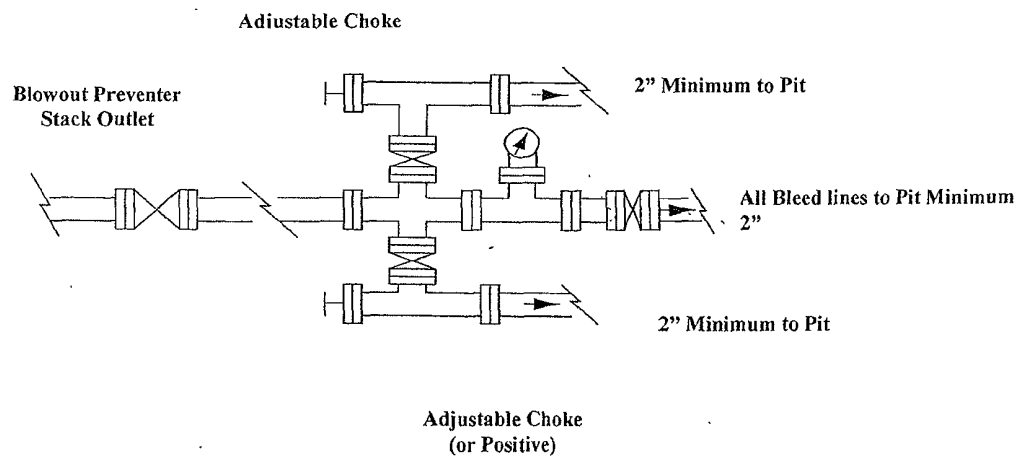 Adjustable Choke
Blowout Preventer
Stack Outlet
2” Minimum to Pit
All Bleed lines to Pit Minimum
2”
2” Minimum to Pit
Adjustable Choke
(or Positive)